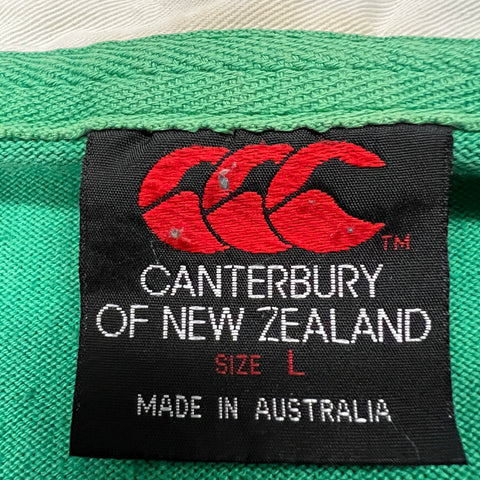 TM
CANTERBURY
OF NEW ZEALAND
SIZE L
MADE IN AUSTRALIA